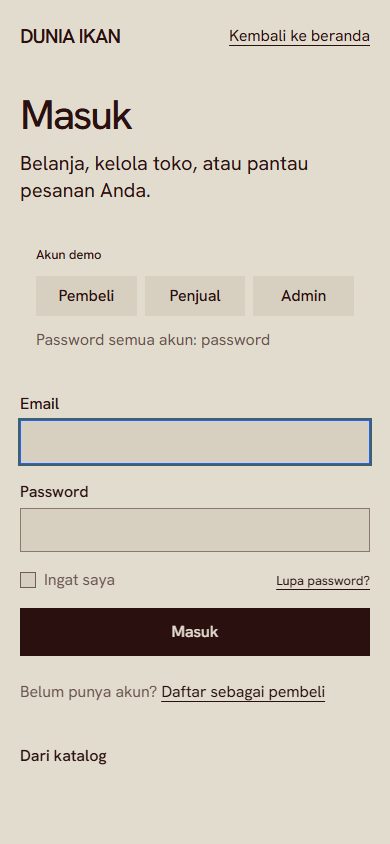 DUNIA IKAN
Kembali ke beranda
Masuk
Belanja, kelola toko, atau pantau
pesanan Anda.
Akun demo
Pembeli
Penjual
Admin
Password semua akun: password
Email
Password
Ingat saya
Lupa password?
Masuk
Belum punya akun? Daftar sebagai pembeli
Dari katalog